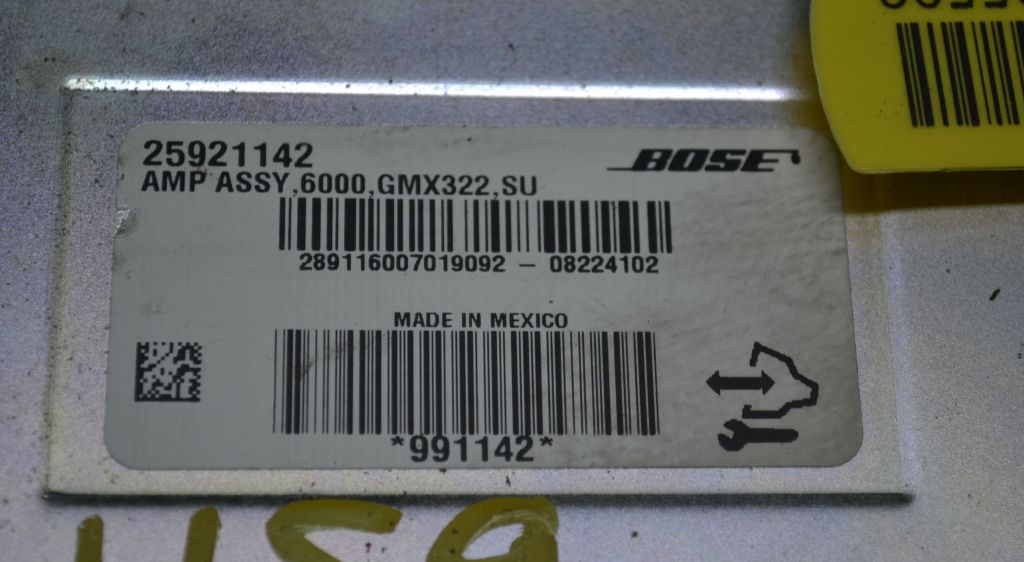 25921142
BOSE
AMP ASSY,6000,GMX322,SU
289116007019092 - 08224102
MADE IN MEXICO
*991142*